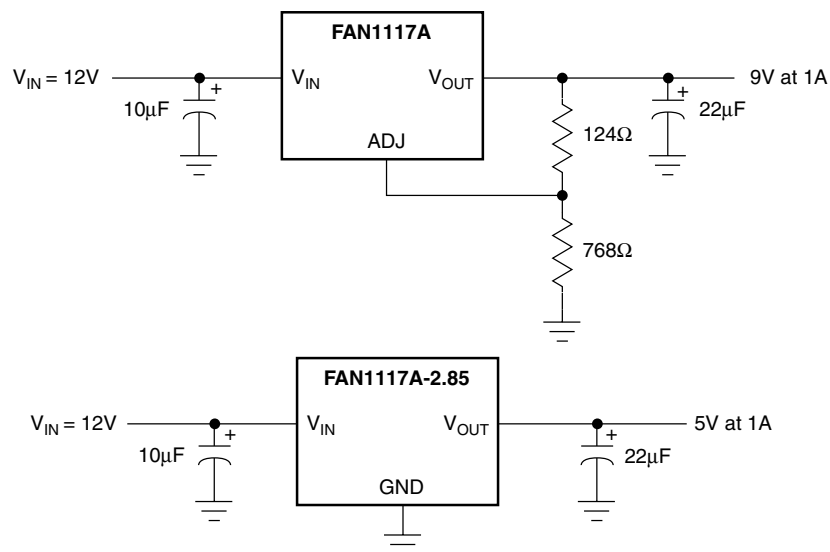 FAN1117A
V_IN = 12V
V_IN
V_OUT
9V at 1A
10μF
+
ADJ
124Ω
+
22μF
768Ω
FAN1117A-2.85
V_IN = 12V
V_IN
V_OUT
5V at 1A
10μF
+
GND
+
22μF